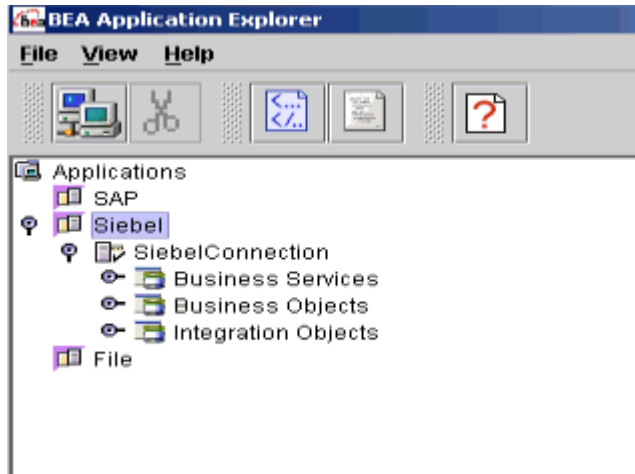 BEA Application Explorer
File View Help
Applications
SAP
Siebel
SiebelConnection
Business Services
Business Objects
Integration Objects
File